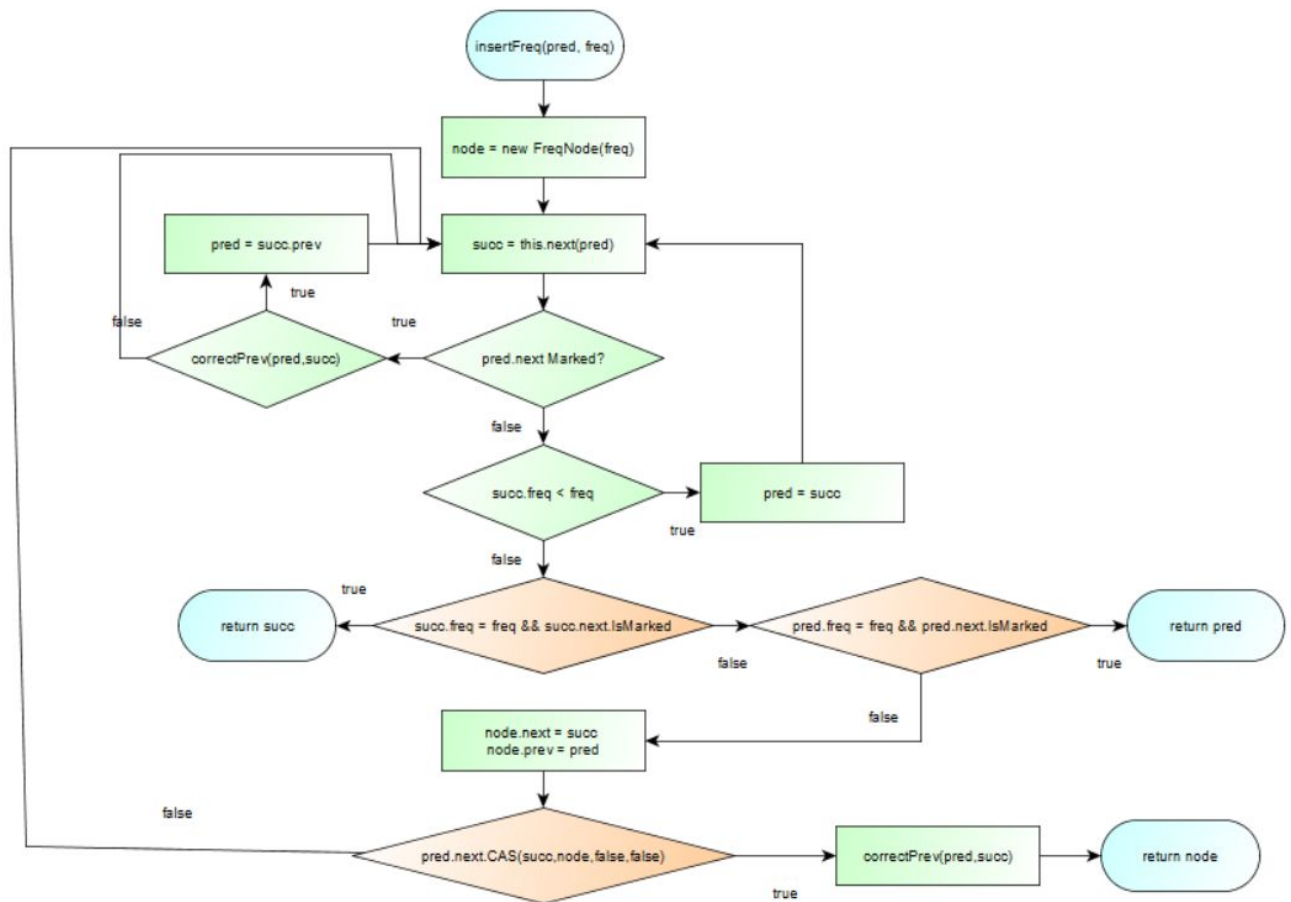 insertFreq(pred, freq)
node = new FreqNode(freq)
pred = succ.prev
succ = this.next(pred)
true
false
true
correctPrev(pred,succ)
pred.next Marked?
false
succ.freq < freq
pred = succ
true
false
true
return succ
succ.freq = freq && succ.next.IsMarked
pred.freq = freq && pred.next.IsMarked
return pred
false
true
false
node.next = succ
node.prev = pred
false
pred.next.CAS(succ,node,false,false)
correctPrev(pred,succ)
return node
true